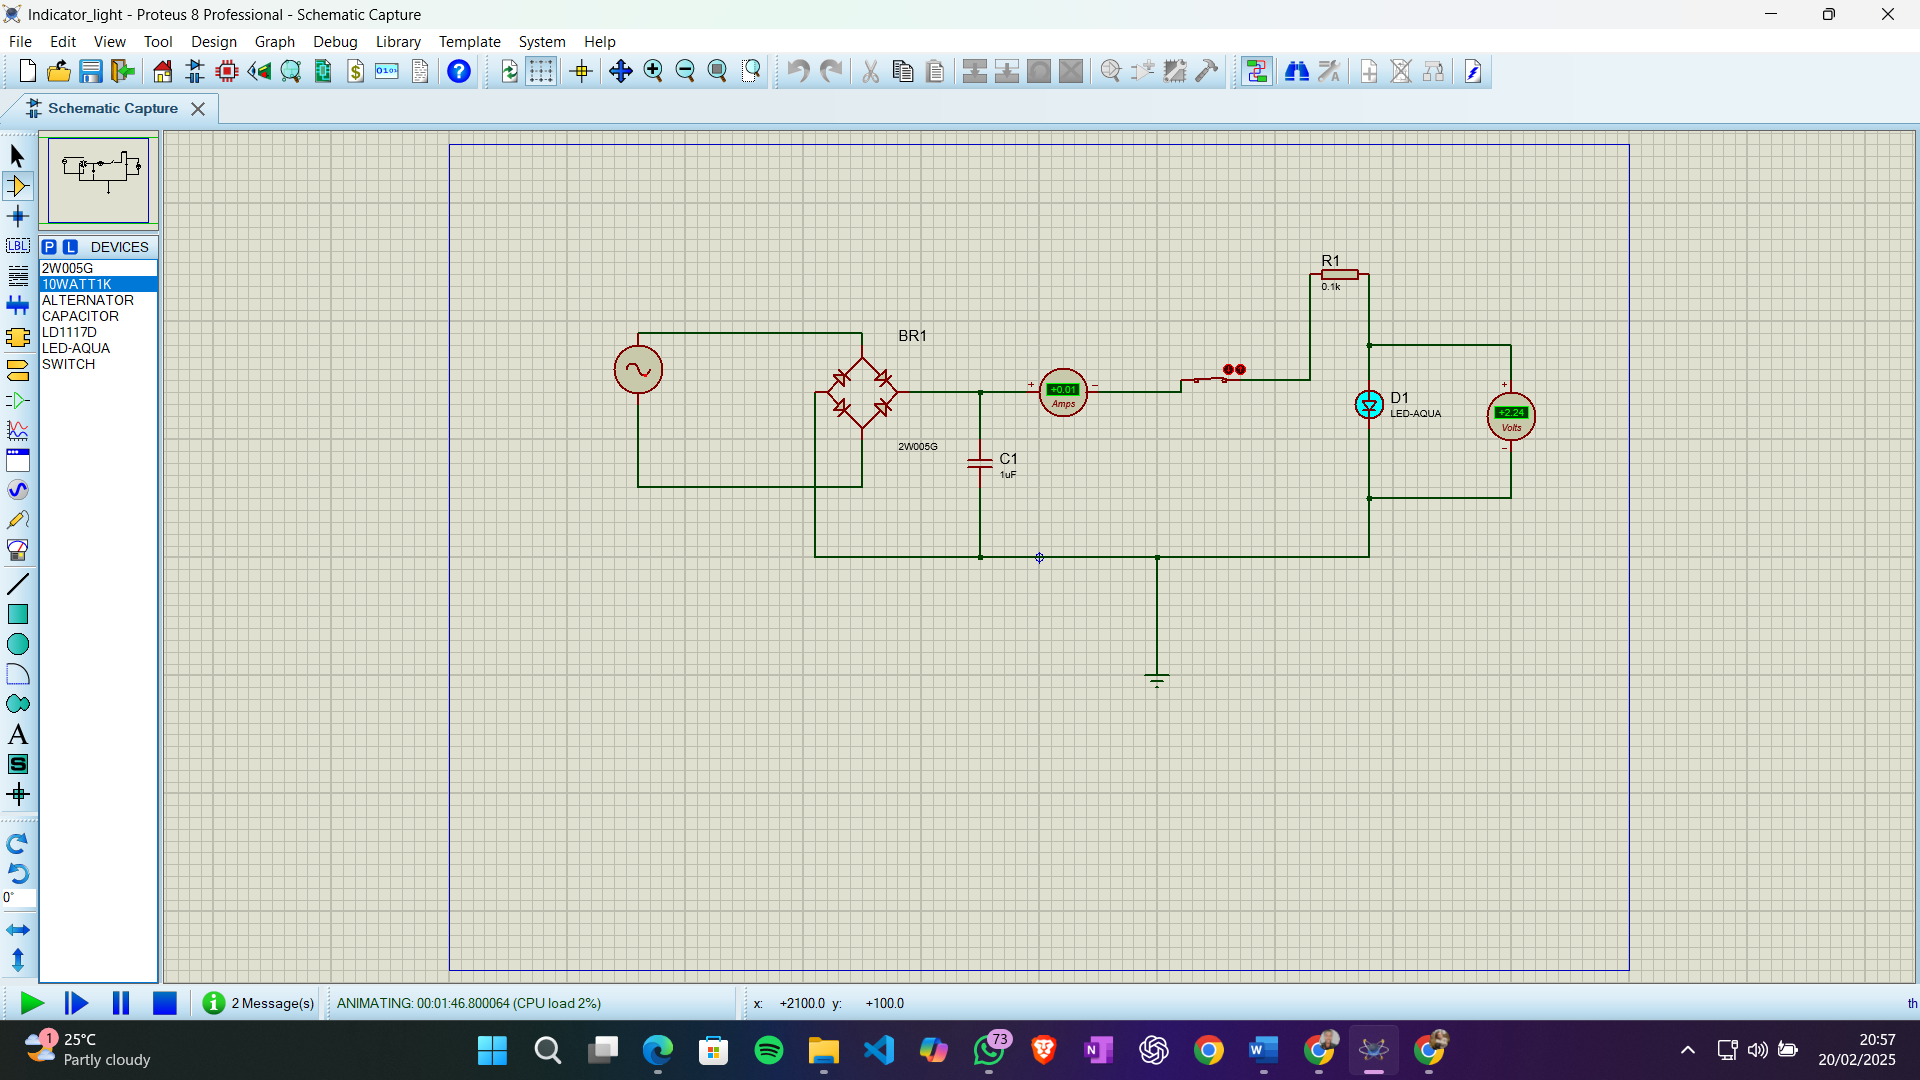 Indicator_light - Proteus 8 Professional - Schematic Capture
File Edit View Tool Design Graph Debug Library Template System Help
Schematic Capture
P L DEVICES
2W005G
10WATT1K
ALTERNATOR
CAPACITOR
LD1117D
LED-AQUA
SWITCH
LBL
A
S
0°
R1
0.1k
BR1
2W005G
+ +0.01 −
Amps
C1
1uF
D1
LED-AQUA
+
+2.24
Volts
−
2 Message(s) ANIMATING: 00:01:46.800064 (CPU load 2%) x: +2100.0 y: +100.0 th
1 25°C
Partly cloudy
73
20:57
20/02/2025